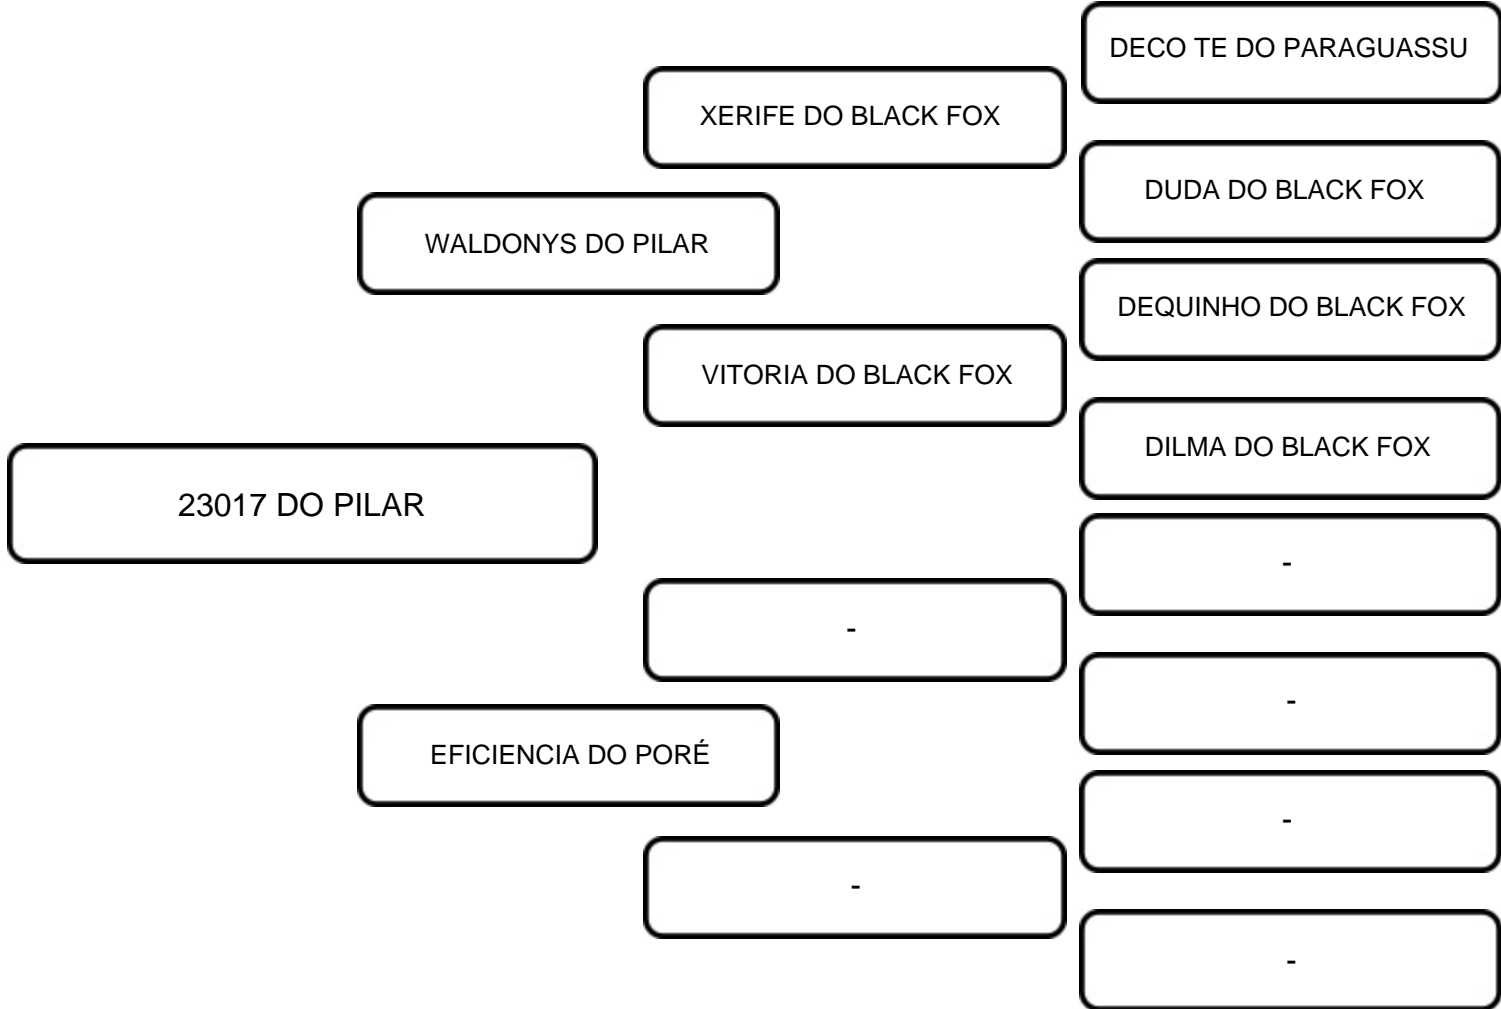 DECO TE DO PARAGUASSU
XERIFE DO BLACK FOX
DUDA DO BLACK FOX
WALDONYS DO PILAR
DEQUINHO DO BLACK FOX
VITORIA DO BLACK FOX
DILMA DO BLACK FOX
23017 DO PILAR
-
-
-
EFICIENCIA DO PORÉ
-
-
-